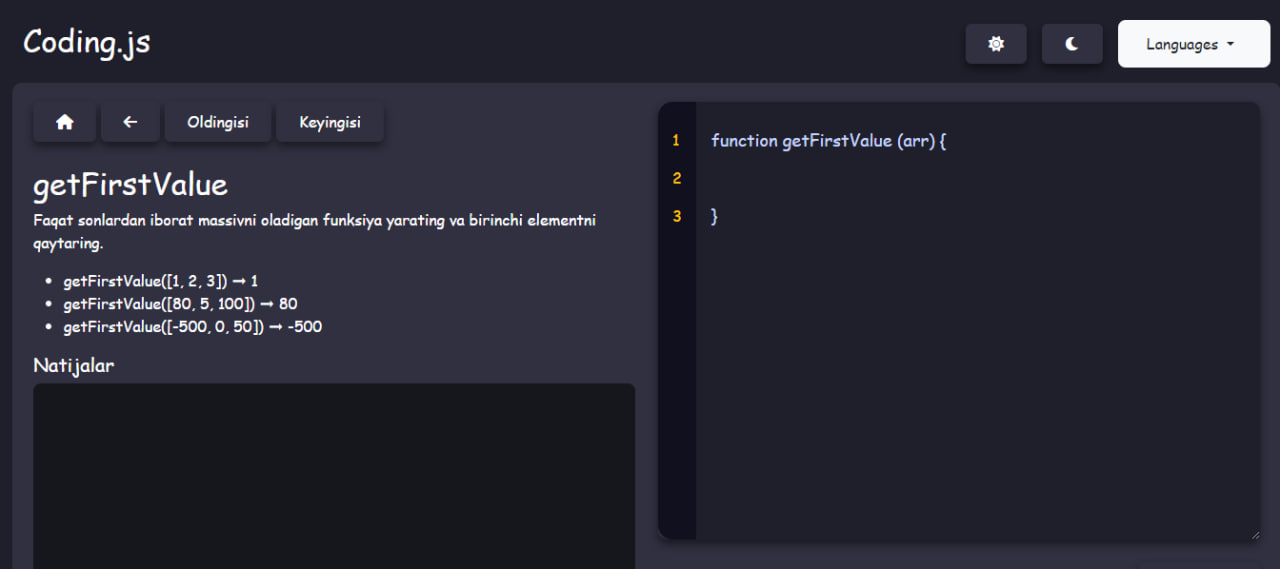 Coding.js
Languages
Oldingisi
Keyingisi
getFirstValue
Faqat sonlardan iborat massivni oladigan funksiya yarating va birinchi elementni
qaytaring.
getFirstValue([1, 2, 3]) → 1
getFirstValue([80, 5, 100]) → 80
getFirstValue([-500, 0, 50]) → -500
Natijalar
1 function getFirstValue (arr) {
2
3 }